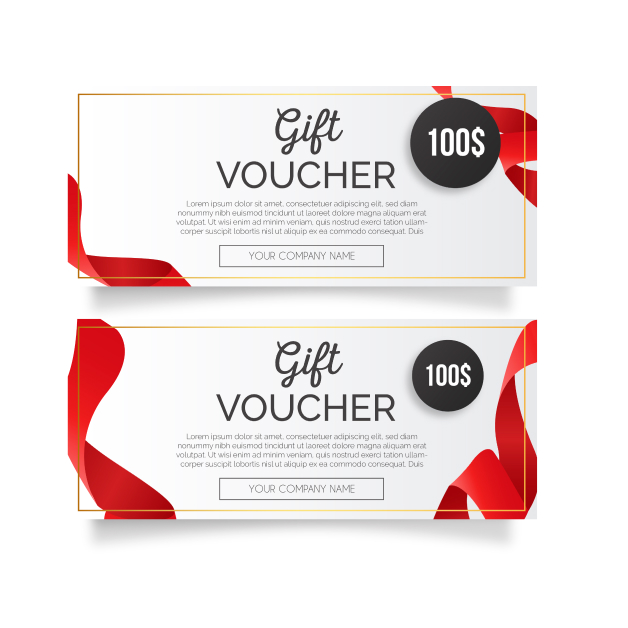 Gift
VOUCHER
100$
Lorem ipsum dolor sit amet, consectetuer adipiscing elit, sed diam
nonummy nibh euismod tincidunt ut laoreet dolore magna aliquam erat
volutpat. Ut wisi enim ad minim veniam, quis nostrud exerci tation ullam-
corper suscipit lobortis nisl ut aliquip ex ea commodo consequat. Duis
YOUR COMPANY NAME
Gift
VOUCHER
100$
Lorem ipsum dolor sit amet, consectetuer adipiscing elit, sed diam
nonummy nibh euismod tincidunt ut laoreet dolore magna aliquam erat
volutpat. Ut wisi enim ad minim veniam, quis nostrud exerci tation ullam-
corper suscipit lobortis nisl ut aliquip ex ea commodo consequat. Duis
YOUR COMPANY NAME